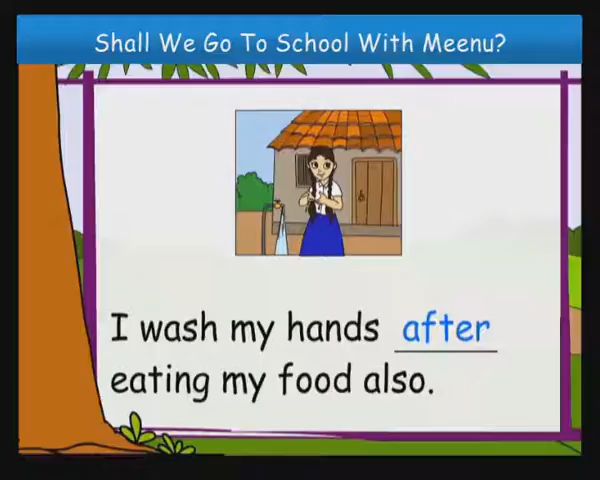 Shall We Go To School With Meenu?
I wash my hands after
eating my food also.